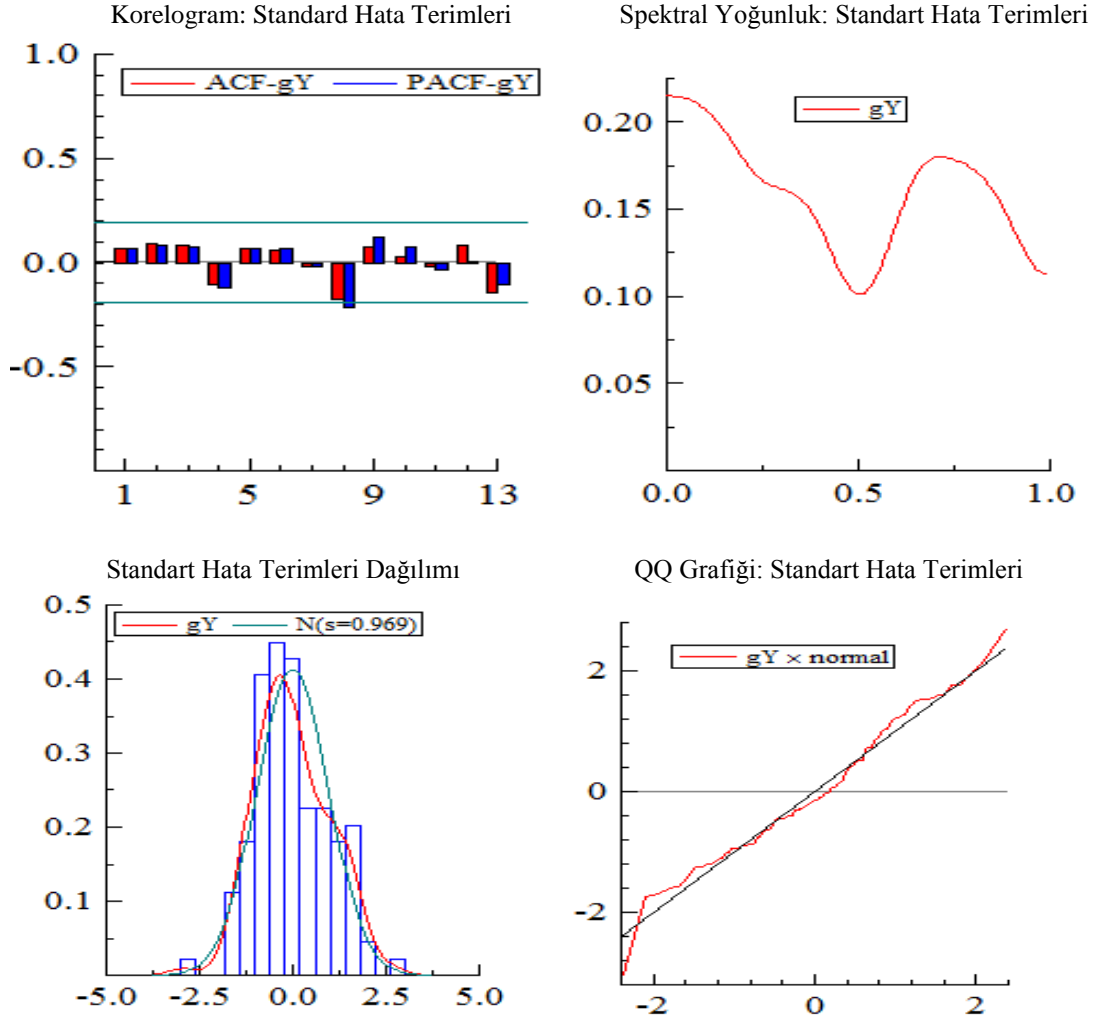 Korelogram: Standard Hata Terimleri
1.0
ACF-gY PACF-gY
0.5
0.0
-0.5
1 5 9 13
Spektral Yoğunluk: Standart Hata Terimleri
gY
0.20
0.15
0.10
0.05
0.0 0.5 1.0
Standart Hata Terimleri Dağılımı
0.5
gY N(s=0.969)
0.4
0.3
0.2
0.1
-5.0 -2.5 0.0 2.5 5.0
QQ Grafiği: Standart Hata Terimleri
gY × normal
2
0
-2
-2 0 2